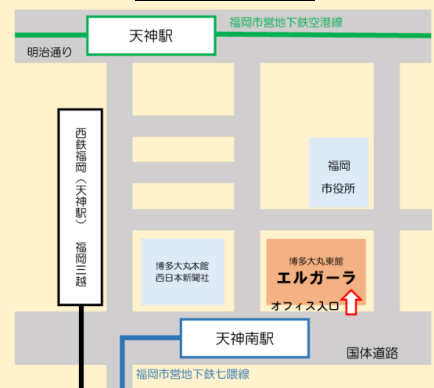 福岡市営地下鉄空港線
天神駅
明治通り
西鉄福岡（天神駅）　福岡三越
福岡
市役所
博多大丸本館
西日本新聞社
博多大丸東館
エルガーラ
オフィス入口
天神南駅
国体道路
福岡市営地下鉄七隈線